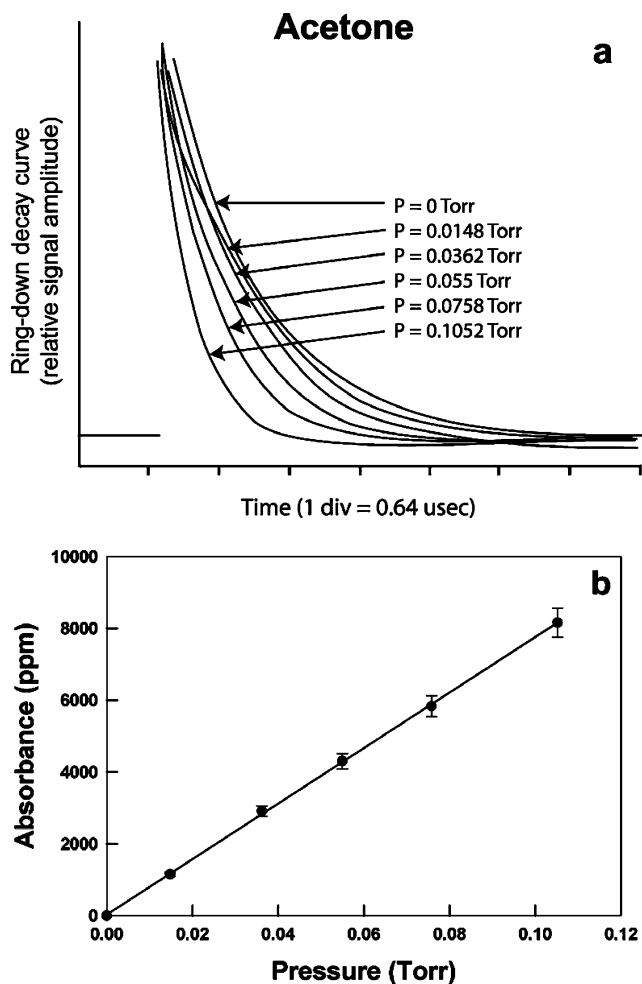 Acetone
a
Ring-down decay curve
(relative signal amplitude)
P = 0 Torr
P = 0.0148 Torr
P = 0.0362 Torr
P = 0.055 Torr
P = 0.0758 Torr
P = 0.1052 Torr
Time (1 div = 0.64 usec)
b
Absorbance (ppm)
10000
8000
6000
4000
2000
0
0.00 0.02 0.04 0.06 0.08 0.10 0.12
Pressure (Torr)